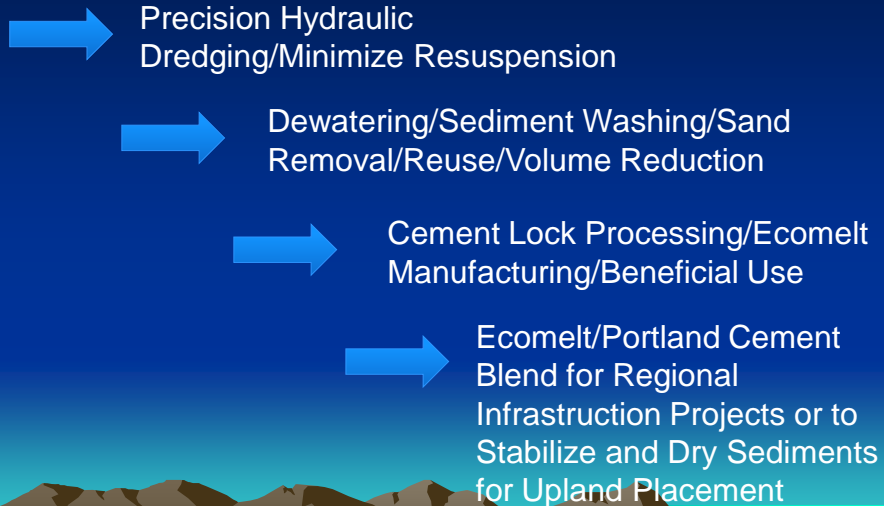 Precision Hydraulic
Dredging/Minimize Resuspension
Dewatering/Sediment Washing/Sand
Removal/Reuse/Volume Reduction
Cement Lock Processing/Ecomelt
Manufacturing/Beneficial Use
Ecomelt/Portland Cement
Blend for Regional
Infrastruction Projects or to
Stabilize and Dry Sediments
for Upland Placement